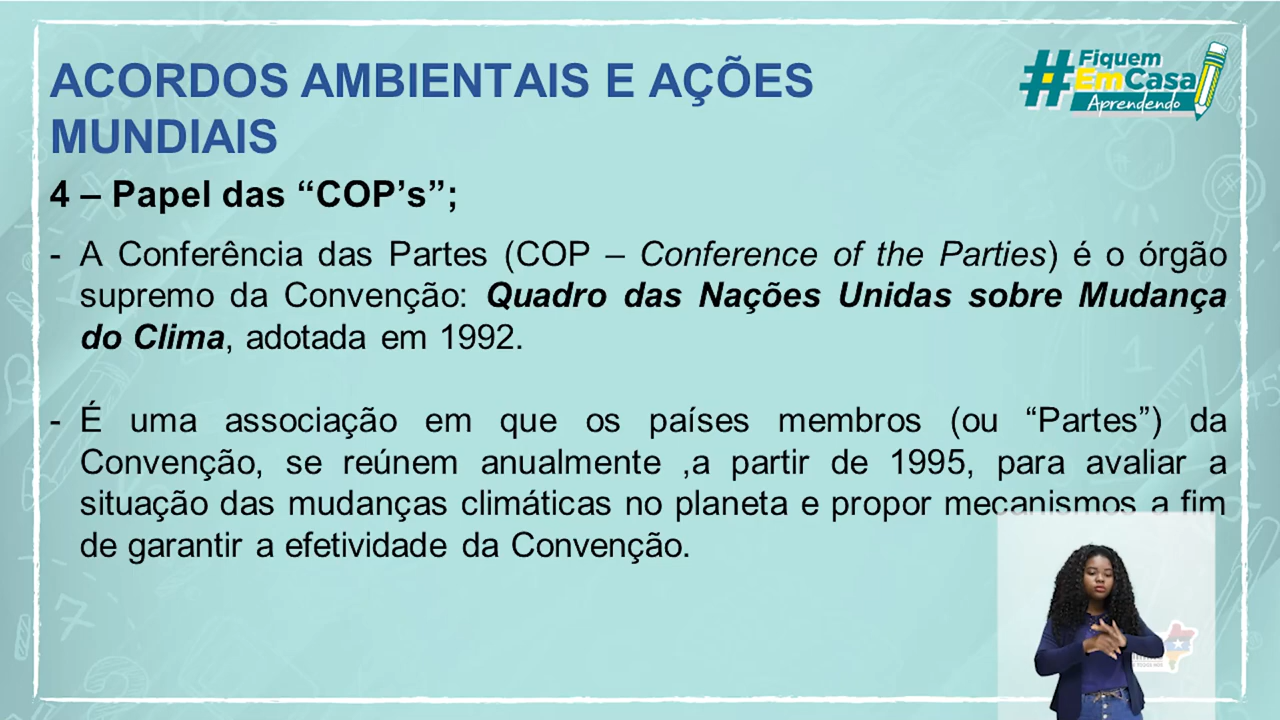 ACORDOS AMBIENTAIS E AÇÕES
MUNDIAIS
#Fiquem
EmCasa
Aprendendo
4 – Papel das “COP’s”;
- A Conferência das Partes (COP – Conference of the Parties) é o órgão
supremo da Convenção: Quadro das Nações Unidas sobre Mudança
do Clima, adotada em 1992.
- É uma associação em que os países membros (ou “Partes”) da
Convenção, se reúnem anualmente ,a partir de 1995, para avaliar a
situação das mudanças climáticas no planeta e propor mecanismos a fim
de garantir a efetividade da Convenção.